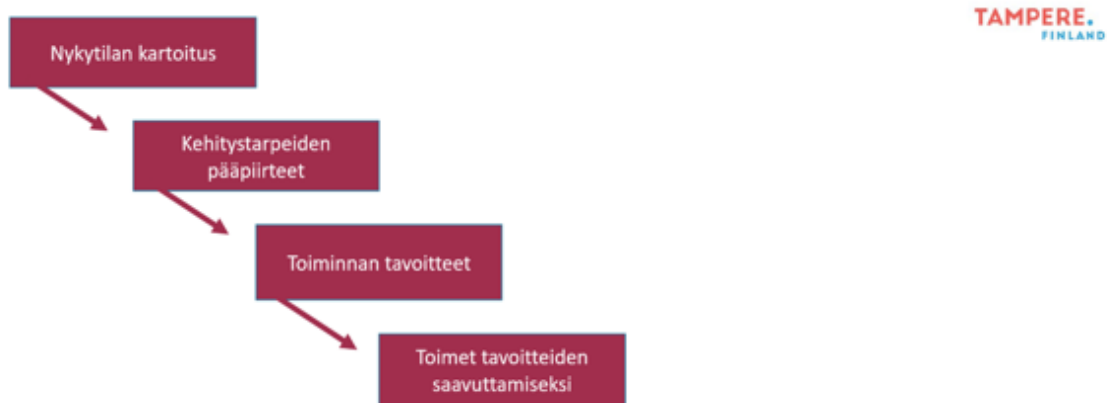 TAMPERE.
FINLAND
Nykytilan kartoitus
Kehitystarpeiden
pääpiirteet
Toiminnan tavoitteet
Toimet tavoitteiden
saavuttamiseksi